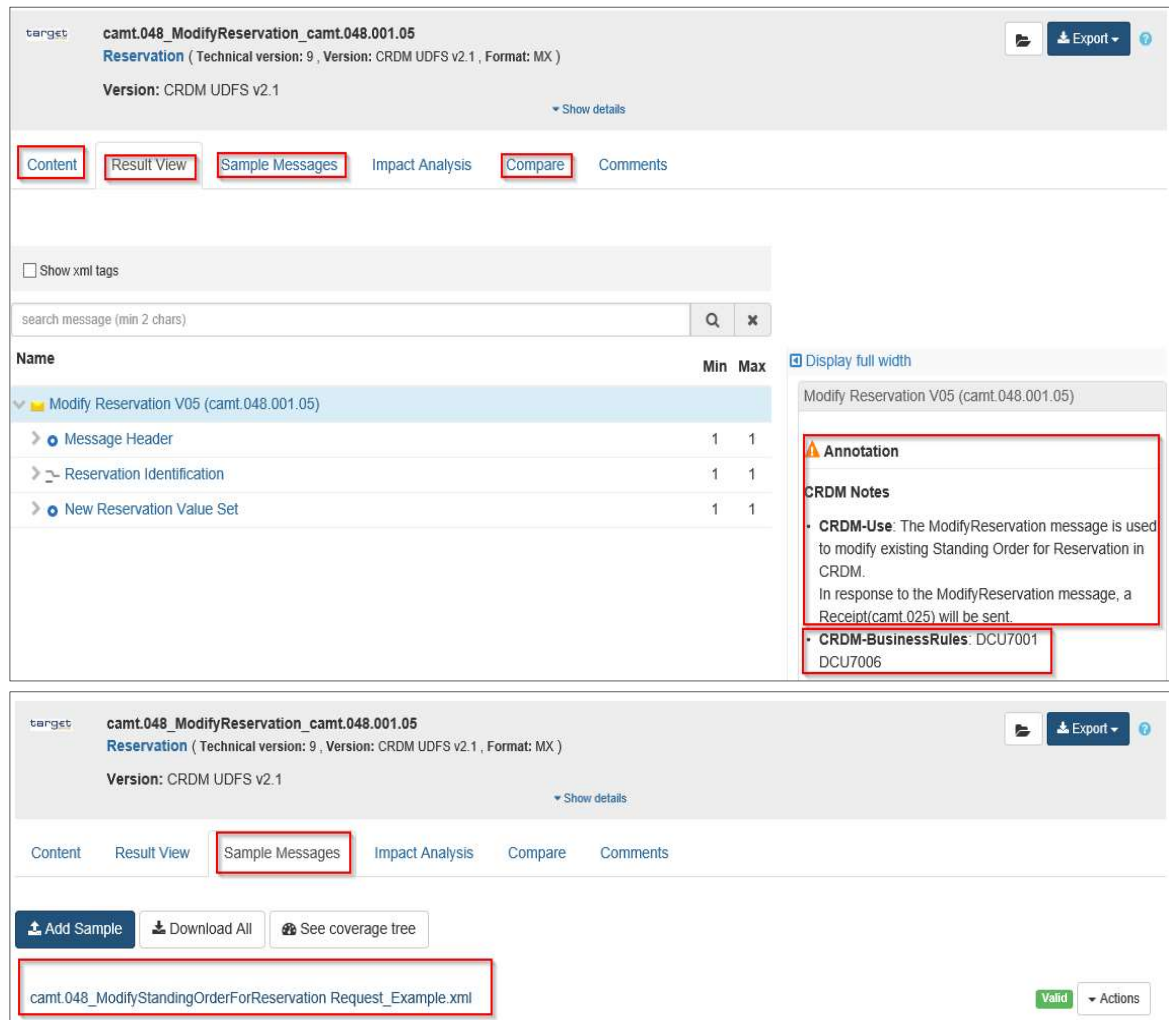 target
camt.048_ModifyReservation_camt.048.001.05
Reservation ( Technical version: 9 , Version: CRDM UDFS v2.1 , Format: MX )
Export
?
Version: CRDM UDFS v2.1
Show details
Content Result View Sample Messages Impact Analysis Compare Comments
Show xml tags
search message (min 2 chars)
Name Min Max
Modify Reservation V05 (camt.048.001.05)
Message Header 1 1
Reservation Identification 1 1
New Reservation Value Set 1 1
Display full width
Modify Reservation V05 (camt.048.001.05)
Annotation
CRDM Notes
• CRDM-Use: The ModifyReservation message is used
to modify existing Standing Order for Reservation in
CRDM.
In response to the ModifyReservation message, a
Receipt(camt.025) will be sent.
• CRDM-BusinessRules: DCU7001
DCU7006
target
camt.048_ModifyReservation_camt.048.001.05
Reservation ( Technical version: 9 , Version: CRDM UDFS v2.1 , Format: MX )
Export
?
Version: CRDM UDFS v2.1
Show details
Content Result View Sample Messages Impact Analysis Compare Comments
Add Sample Download All See coverage tree
camt.048_ModifyStandingOrderForReservation Request_Example.xml
Valid Actions